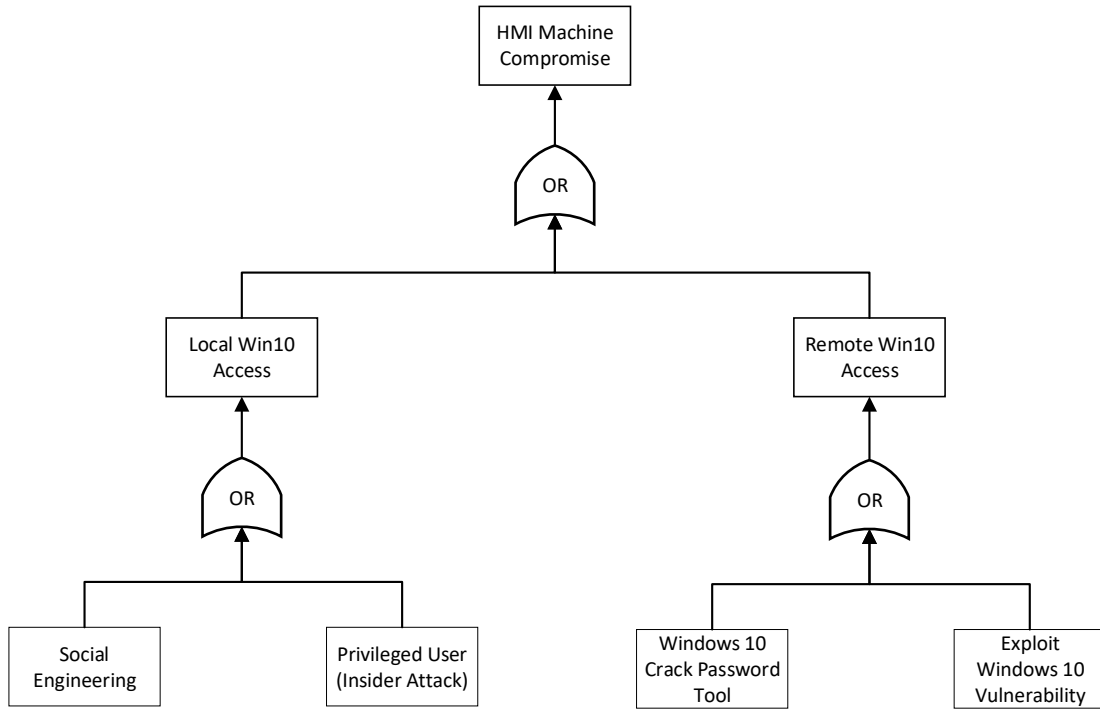 HMI Machine
Compromise
OR
Local Win10
Access
Remote Win10
Access
OR
OR
Social
Engineering
Privileged User
(Insider Attack)
Windows 10
Crack Password
Tool
Exploit
Windows 10
Vulnerability